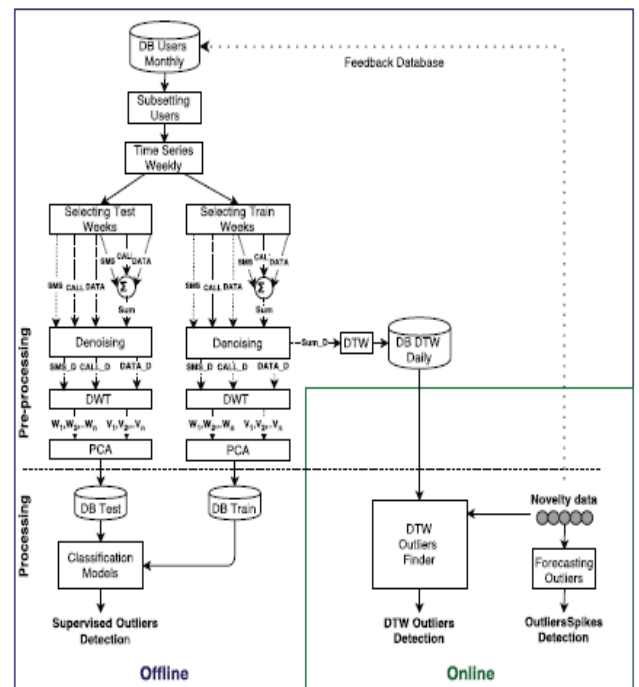 DB Users
Monthly
Feedback Database
Subsetting
Users
Time Series
Weekly
Selecting Test
Weeks
Selecting Train
Weeks
SMS
CALL
DATA
SMS
CALL
DATA
Σ
Sum
SMS
CALL
DATA
SMS
CALL
DATA
Σ
Sum
Denoising
Denoising
Sum_D
DTW
DB DTW
Daily
SMS_D
CALL_D
DATA_D
SMS_D
CALL_D
DATA_D
DWT
DWT
W1,W2,..Wn
V1,V2,..Vn
W1,W2,..Wn
V1,V2,..Vn
PCA
PCA
Pre-processing
Processing
DB Test
DB Train
Classification
Models
Supervised Outliers
Detection
DTW
Outliers
Finder
DTW Outliers
Detection
Novelty data
Forecasting
Outliers
OutliersSpikes
Detection
Offline
Online